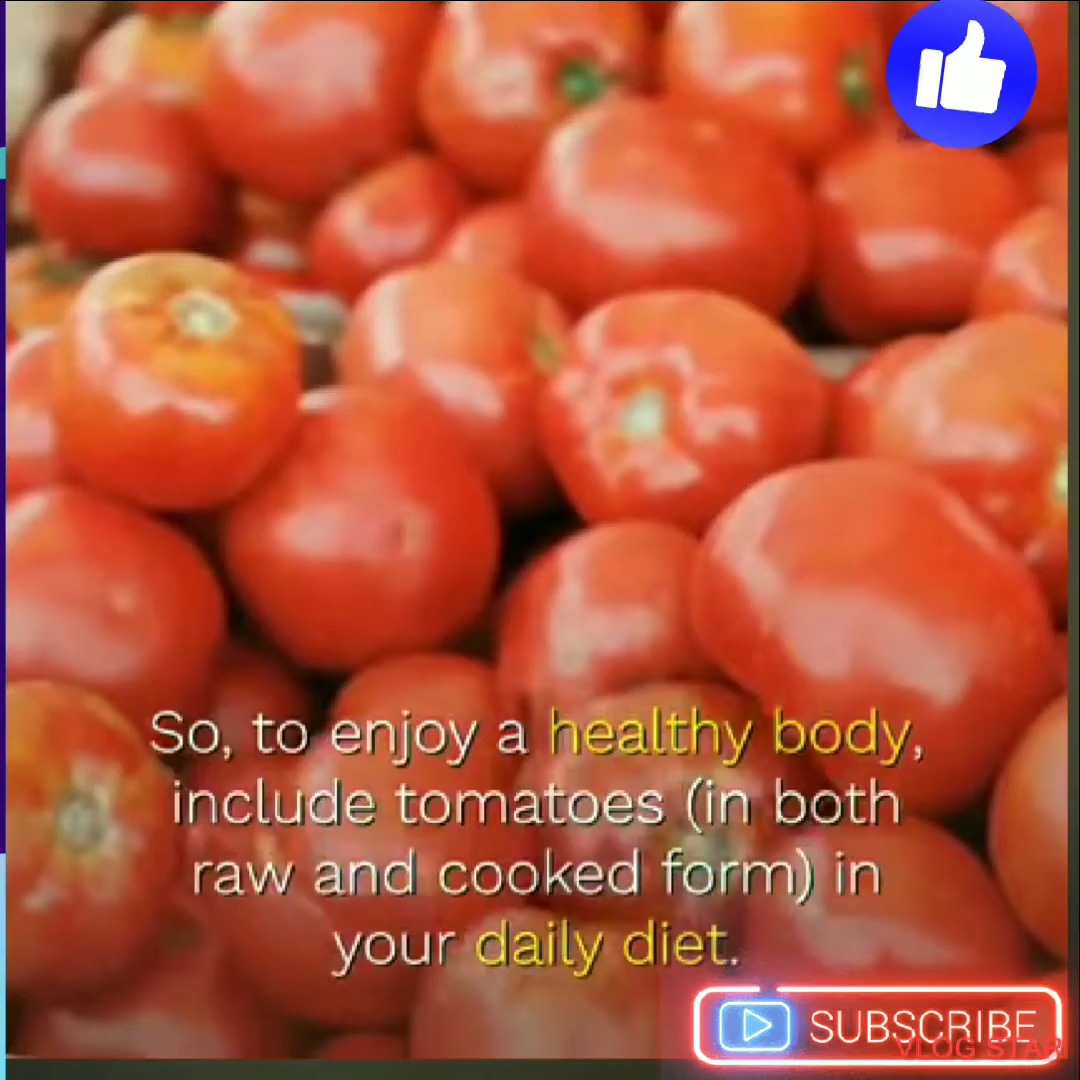 So, to enjoy a healthy body,
include tomatoes (in both
raw and cooked form) in
your daily diet.
SUBSCRIBE
VLOG STAR